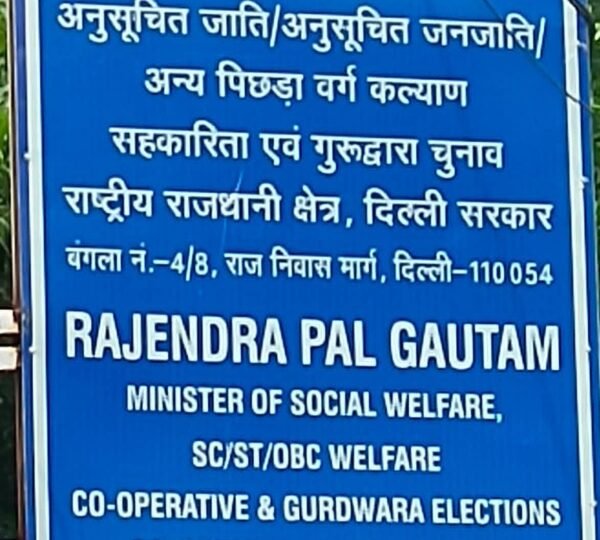 अनुसूचित जाति/अनुसूचित जनजाति/
अन्य पिछड़ा वर्ग कल्याण
सहकारिता एवं गुरूद्वारा चुनाव
राष्ट्रीय राजधानी क्षेत्र, दिल्ली सरकार
बंगला नं.-4/8, राज निवास मार्ग, दिल्ली-110054
RAJENDRA PAL GAUTAM
MINISTER OF SOCIAL WELFARE,
SC/ST/OBC WELFARE
CO-OPERATIVE & GURDWARA ELECTIONS